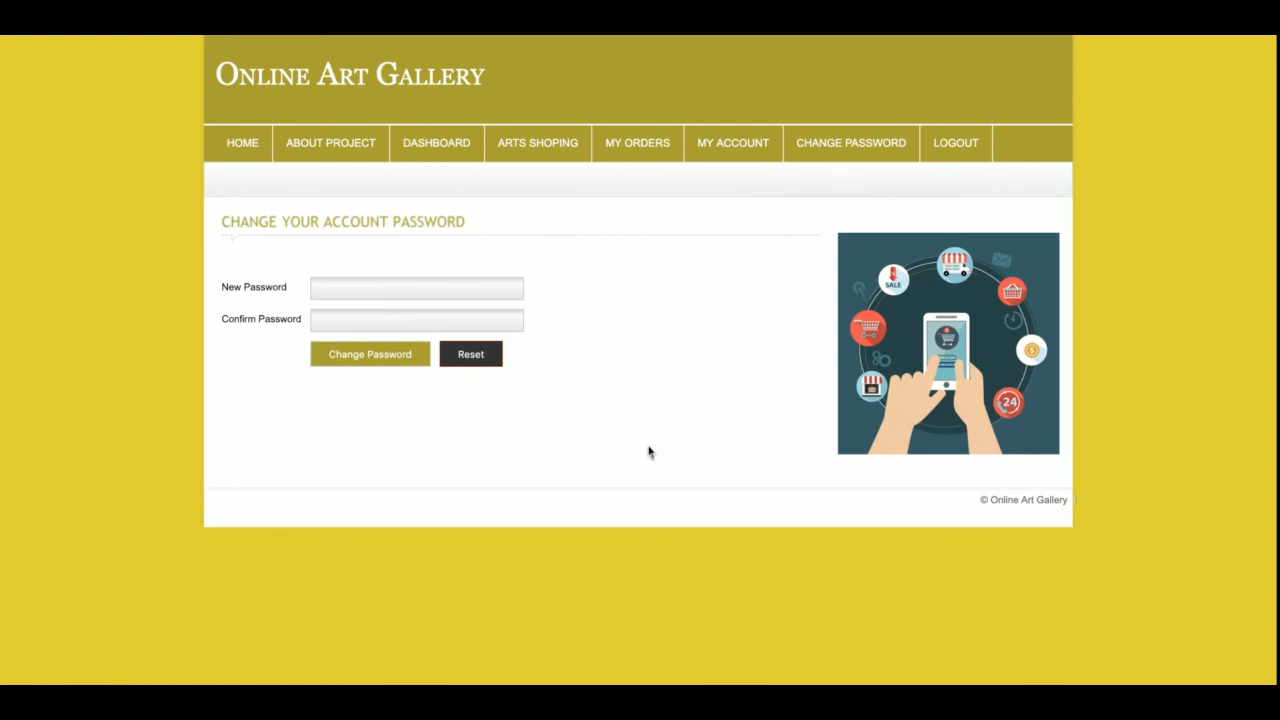 Online Art Gallery
HOME ABOUT PROJECT DASHBOARD ARTS SHOPING MY ORDERS MY ACCOUNT CHANGE PASSWORD LOGOUT
CHANGE YOUR ACCOUNT PASSWORD
New Password
Confirm Password
Change Password Reset
SALE
24
© Online Art Gallery